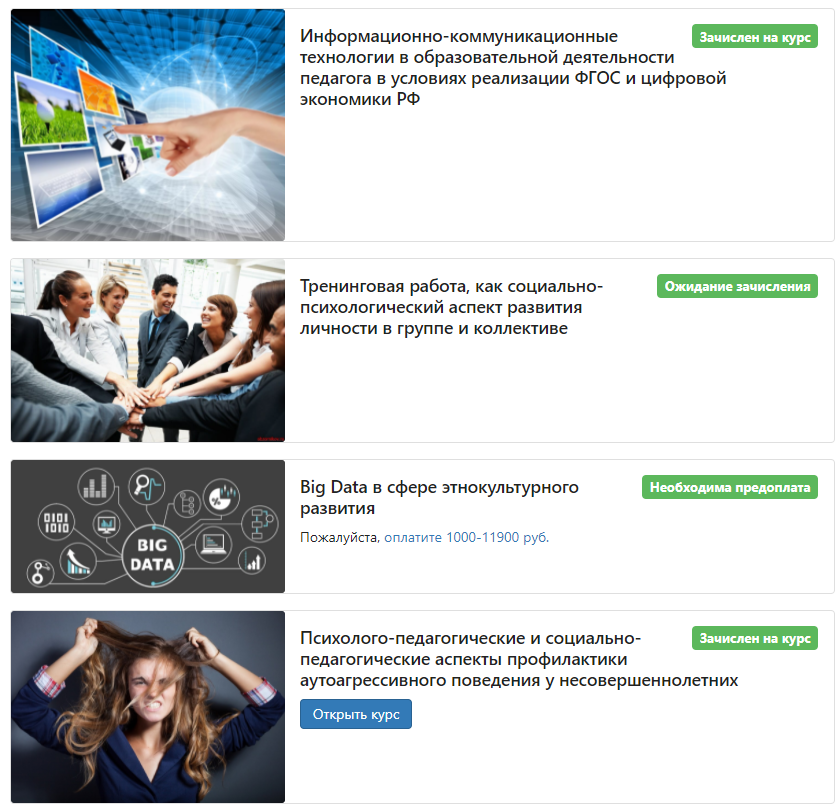 Информационно-коммуникационные
Зачислен на курс
технологии в образовательной деятельности
педагога в условиях реализации ФГОС и цифровой
экономики РФ
Тренинговая работа, как социально-
Ожидание зачисления
психологический аспект развития
личности в группе и коллективе
Big Data в сфере этнокультурного
Необходима предоплата
развития
Пожалуйста, оплатите 1000-11900 руб.
0101
1010
BIG
DATA
Психолого-педагогические и социально-
Зачислен на курс
педагогические аспекты профилактики
аутоагрессивного поведения у несовершеннолетних
Открыть курс